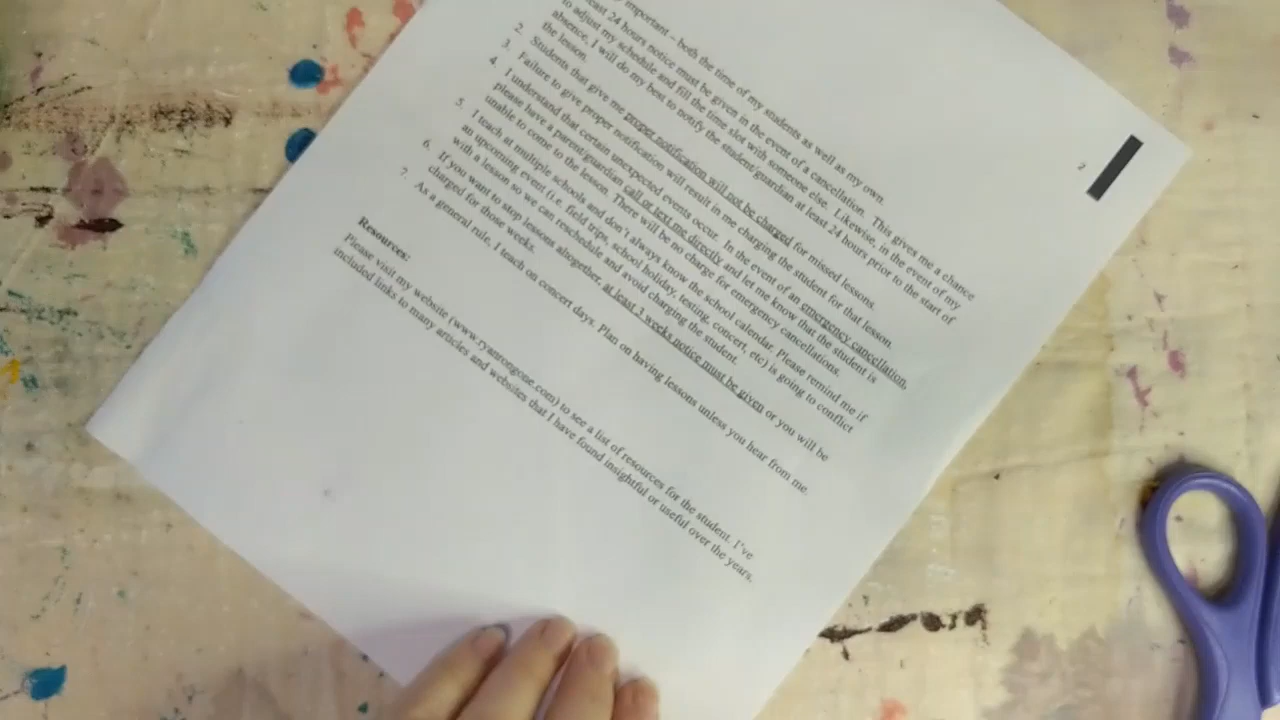 2
important – both the time of my students as well as my own.
east 24 hours notice must be given in the event of a cancellation. This gives me a chance
to adjust my schedule and fill the time slot with someone else. Likewise, in the event of my
absence, I will do my best to notify the student/guardian at least 24 hours prior to the start of
the lesson.
2. Students that give me proper notification will not be charged for missed lessons.
3. Failure to give proper notification will result in me charging the student for that lesson.
4. I understand that certain unexpected events occur. In the event of an emergency cancellation,
please have a parent/guardian call or text me directly and let me know that the student is
unable to come to the lesson. There will be no charge for emergency cancellations.
5. I teach at multiple schools and don't always know the school calendar. Please remind me if
an upcoming event (i.e. field trips, school holiday, testing, concert, etc) is going to conflict
with a lesson so we can reschedule and avoid charging the student.
6. If you want to stop lessons altogether, at least 3 weeks notice must be given or you will be
charged for those weeks.
7. As a general rule, I teach on concert days. Plan on having lessons unless you hear from me.
Resources:
Please visit my website (www.ryanrongone.com) to see a list of resources for the student. I've
included links to many articles and websites that I have found insightful or useful over the years.